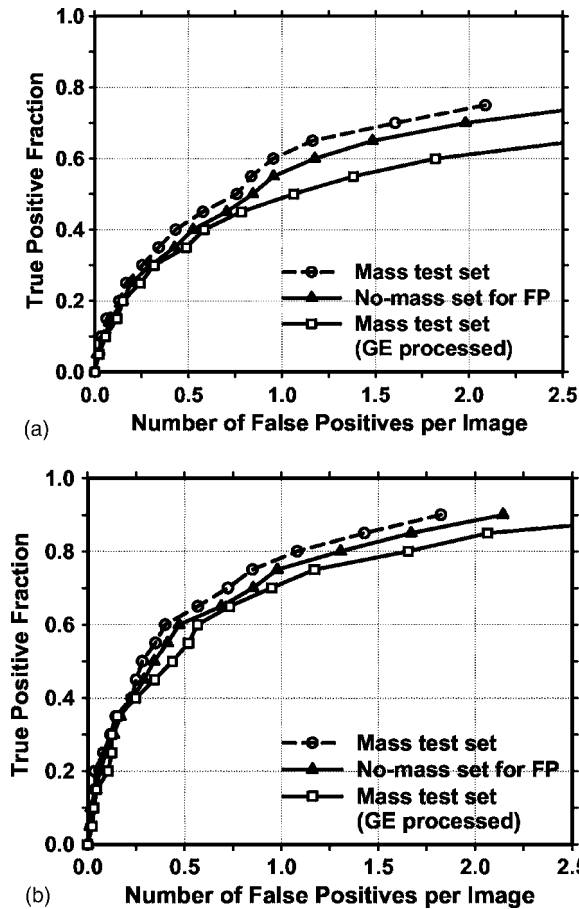 1.0
0.8
0.6
0.4
0.2
0.0
True Positive Fraction
Mass test set
No-mass set for FP
Mass test set
(GE processed)
0.0 0.5 1.0 1.5 2.0 2.5
(a)
Number of False Positives per Image
1.0
0.8
0.6
0.4
0.2
0.0
True Positive Fraction
Mass test set
No-mass set for FP
Mass test set
(GE processed)
0.0 0.5 1.0 1.5 2.0 2.5
(b)
Number of False Positives per Image